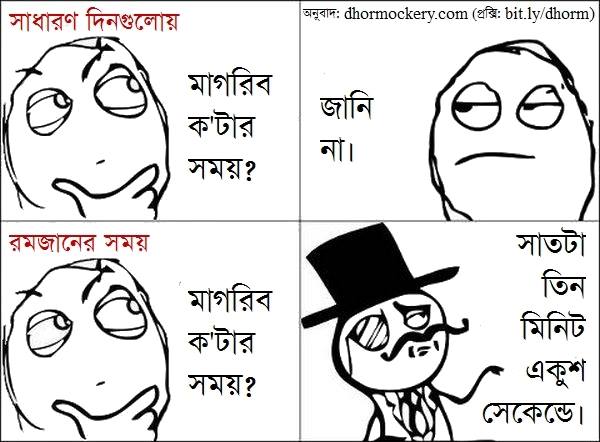 সাধারণ দিনগুলোয়
মাগরিব
ক'টার
সময়?
অনুবাদ: dhormockery.com (প্রক্সি: bit.ly/dhorm)
জানি
না।
রমজানের সময়
মাগরিব
ক'টার
সময়?
সাতটা
তিন
মিনিট
একুশ
সেকেন্ডে।